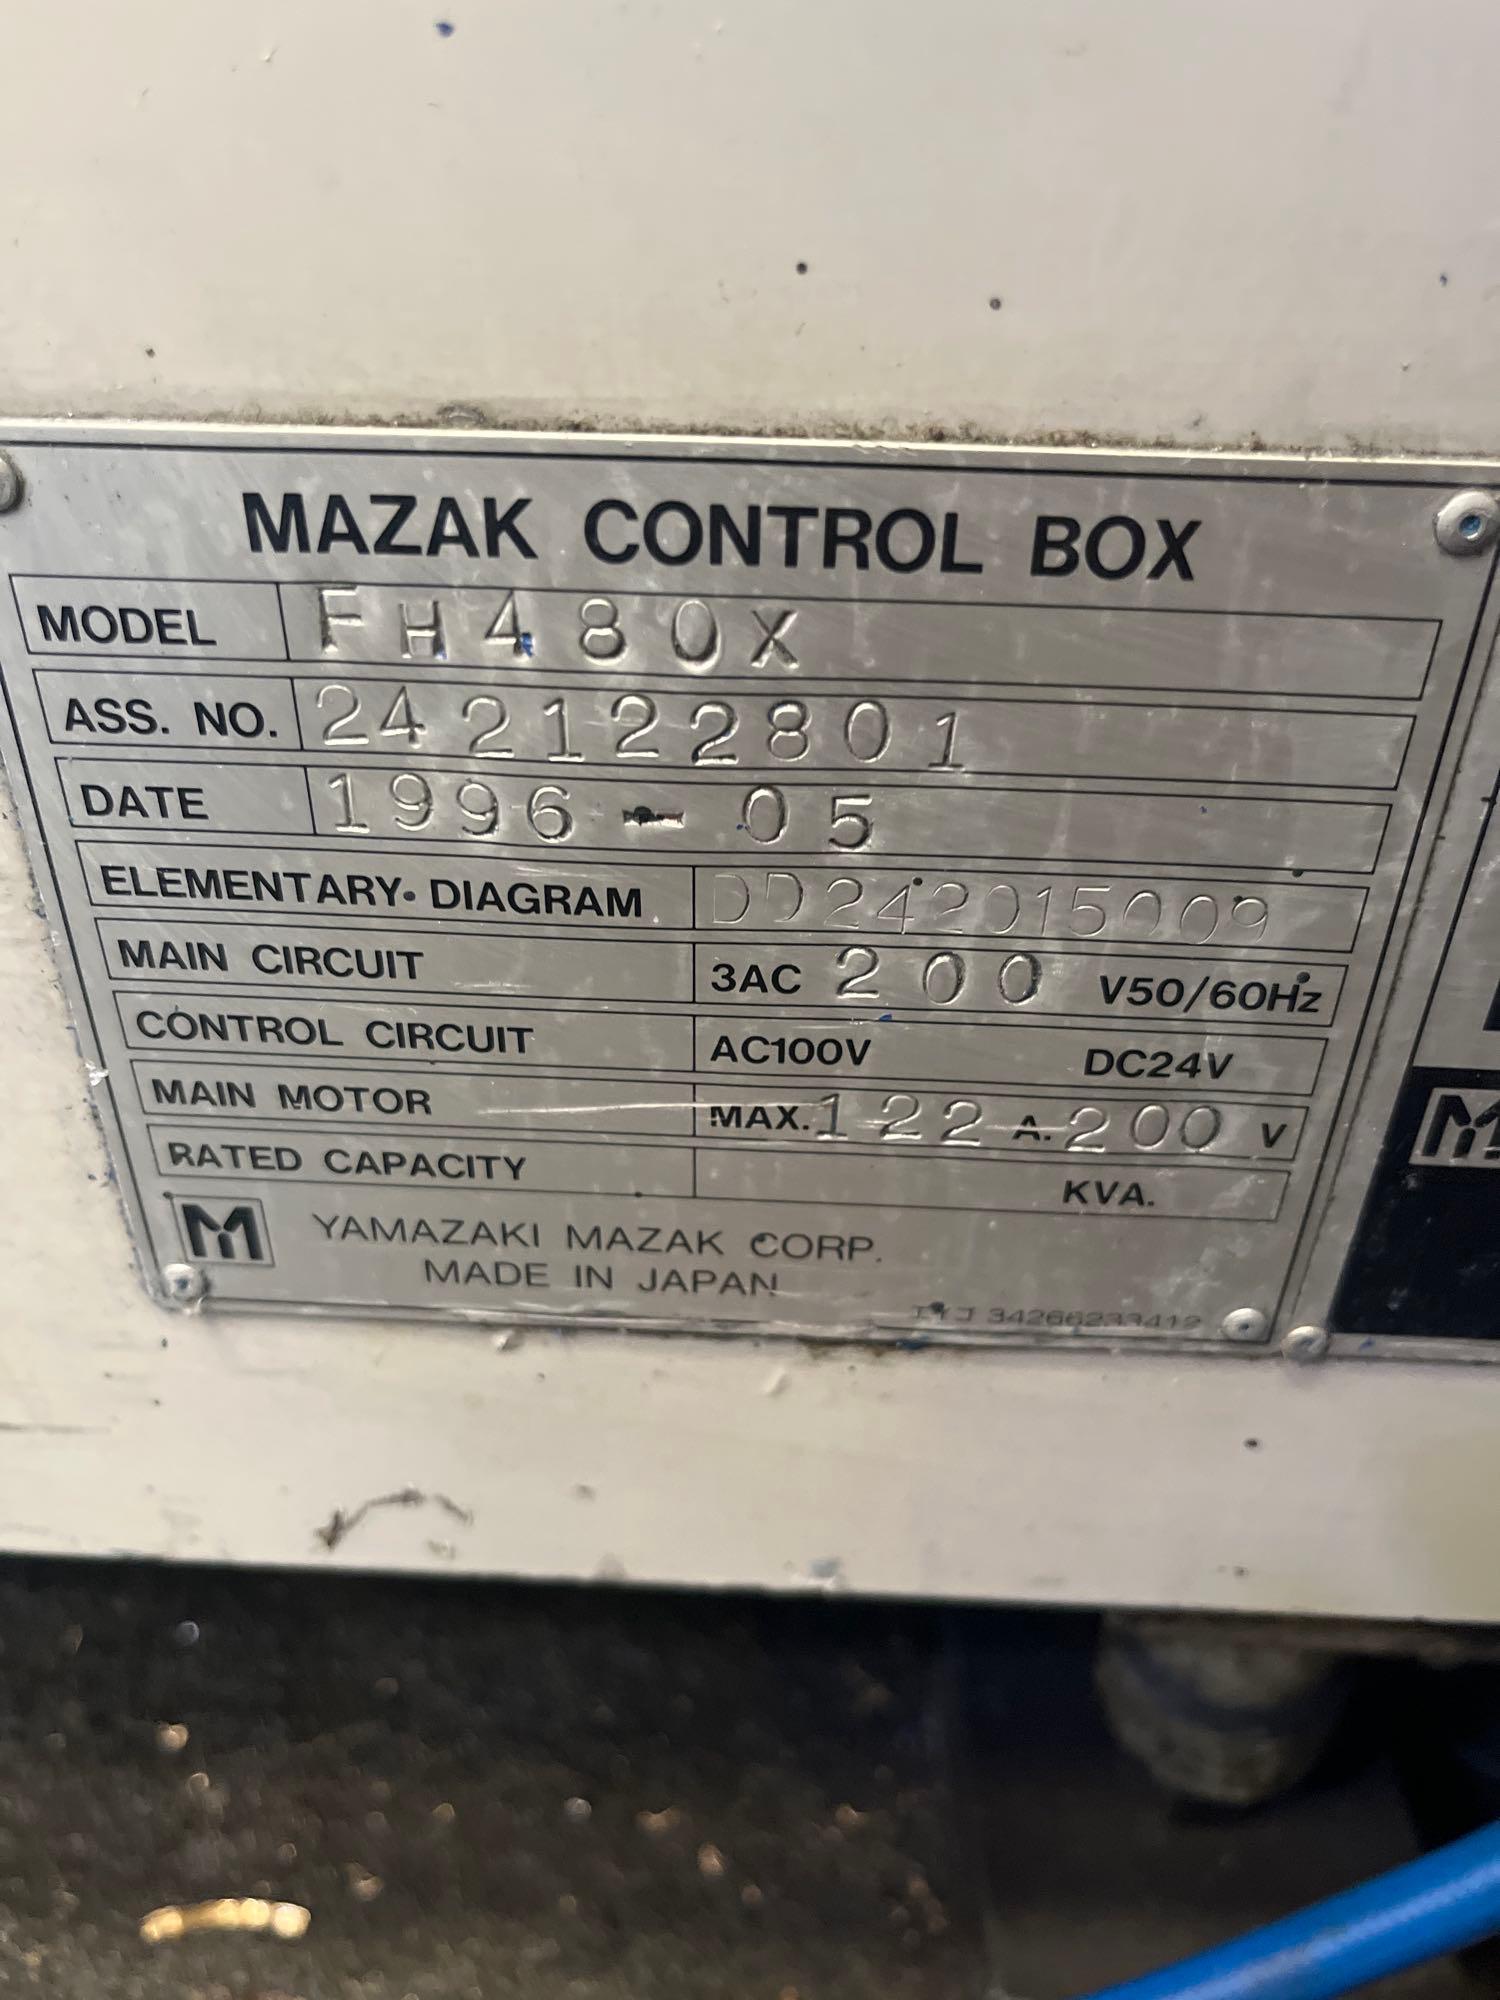 MAZAK CONTROL BOX
MODEL FH480X
ASS. NO. 242122801
DATE 1996-05
ELEMENTARY DIAGRAM DD242015009
MAIN CIRCUIT 3AC 200 V50/60Hz
CONTROL CIRCUIT AC100V DC24V
MAIN MOTOR MAX. 122 A. 200 V
RATED CAPACITY KVA.
YAMAZAKI MAZAK CORP.
MADE IN JAPAN